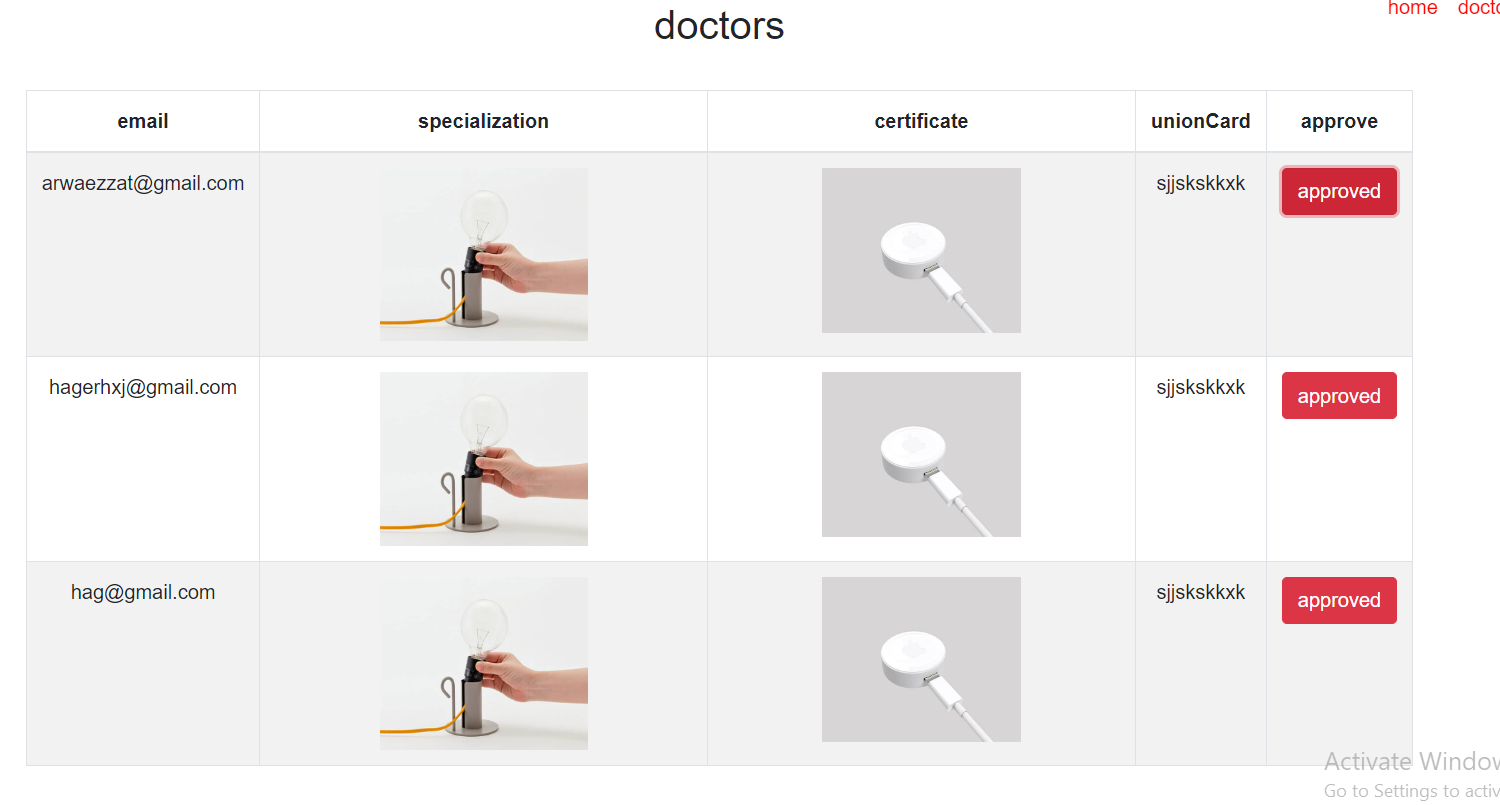 home docto
doctors
email specialization certificate unionCard approve
arwaezzat@gmail.com sjjskskkxk approved
hagerhxj@gmail.com sjjskskkxk approved
hag@gmail.com sjjskskkxk approved
Activate Window
Go to Settings to activ